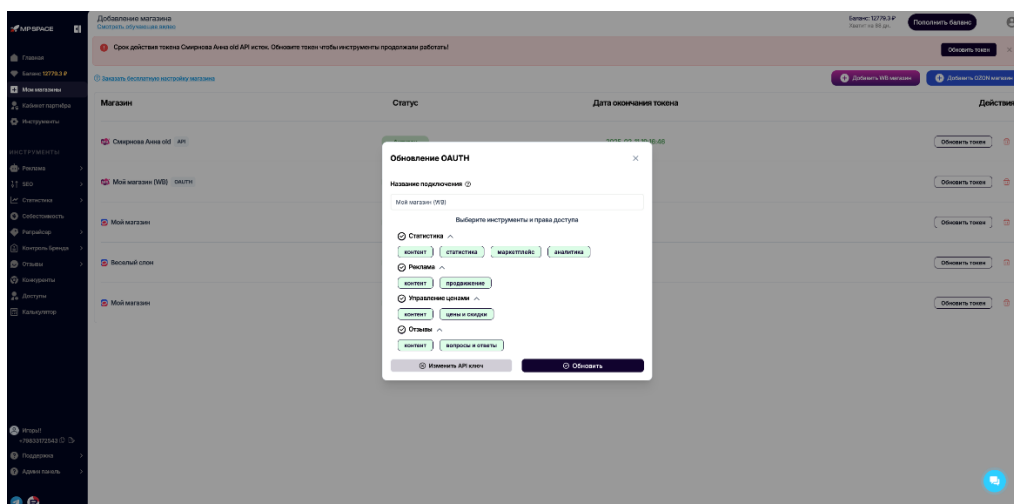 MPSPACE
Главная
Баланс 12779.3 ₽
Мои магазины
Кабинет партнёра
Инструменты
ИНСТРУМЕНТЫ
Реклама
SEO
Статистика
Себестоимость
Репрайсер
Контроль Бренда
Отзывы
Конкуренты
Доступы
Калькулятор
Игорь!!
+79833172543
Поддержка
Админ панель
Добавление магазина
Смотреть обучающее видео
Баланс: 12779.3 ₽
Пополнить баланс
Срок действия токена Смирнова Анна old API истек. Обновите токен чтобы инструменты продолжали работать!
Обновить токен
Заказать бесплатную настройку магазина
Добавить WB магазин
Добавить OZON магазин
Магазин Статус Дата окончания токена Действия
Смирнова Анна old API
Обновить токен
Мой магазин (WB) OAUTH
Обновить токен
Мой магазин
Обновить токен
Веселый слон
Обновить токен
Мой магазин
Обновить токен
Обновление OAUTH
Название подключения
Мой магазин (WB)
Выберите инструменты и права доступа
Статистика
контент статистика маркетплейс аналитика
Реклама
контент продвижение
Управление ценами
контент цены и скидки
Отзывы
контент вопросы и ответы
Изменить API ключ Обновить